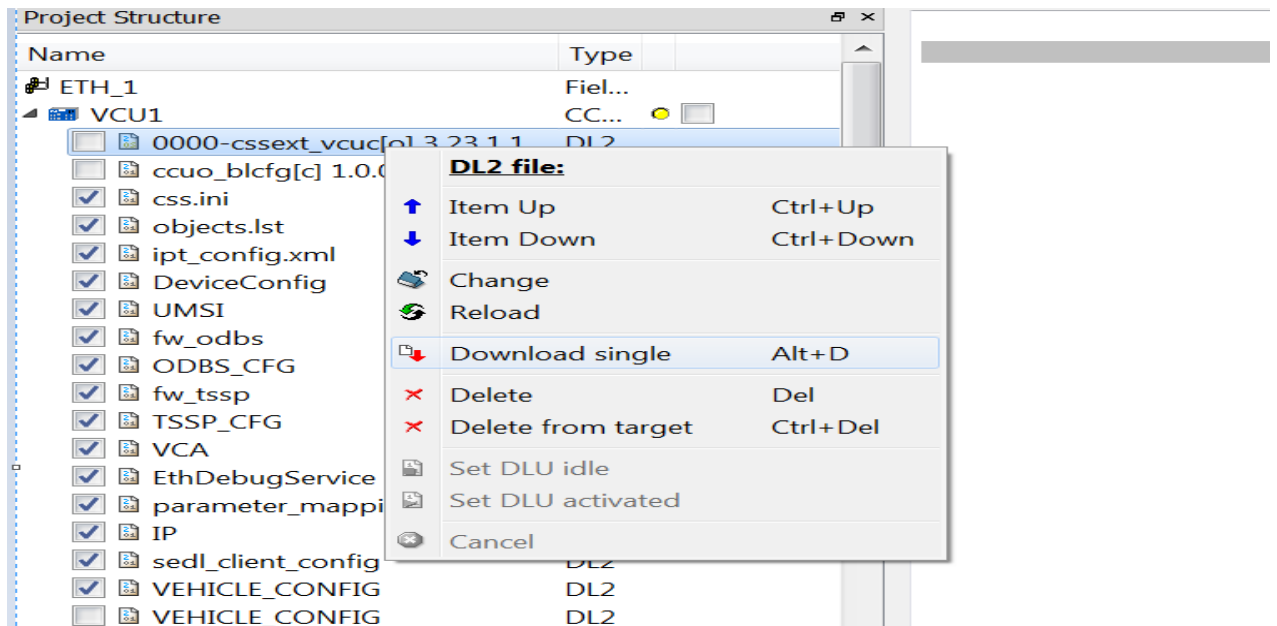 Project Structure
Name Type
ETH_1 Fiel...
VCU1 CC...
0000-cssext_vcuc[o] 3.23.1.1 DL2
ccuo_blcfg[c] 1.0.
css.ini
objects.lst
ipt_config.xml
DeviceConfig
UMSI
fw_odbs
ODBS_CFG
fw_tssp
TSSP_CFG
VCA
EthDebugService
parameter_mappi
IP
sedl_client_config DL2
VEHICLE_CONFIG DL2
VEHICLE_CONFIG DL2
DL2 file:
Item Up Ctrl+Up
Item Down Ctrl+Down
Change
Reload
Download single Alt+D
Delete Del
Delete from target Ctrl+Del
Set DLU idle
Set DLU activated
Cancel